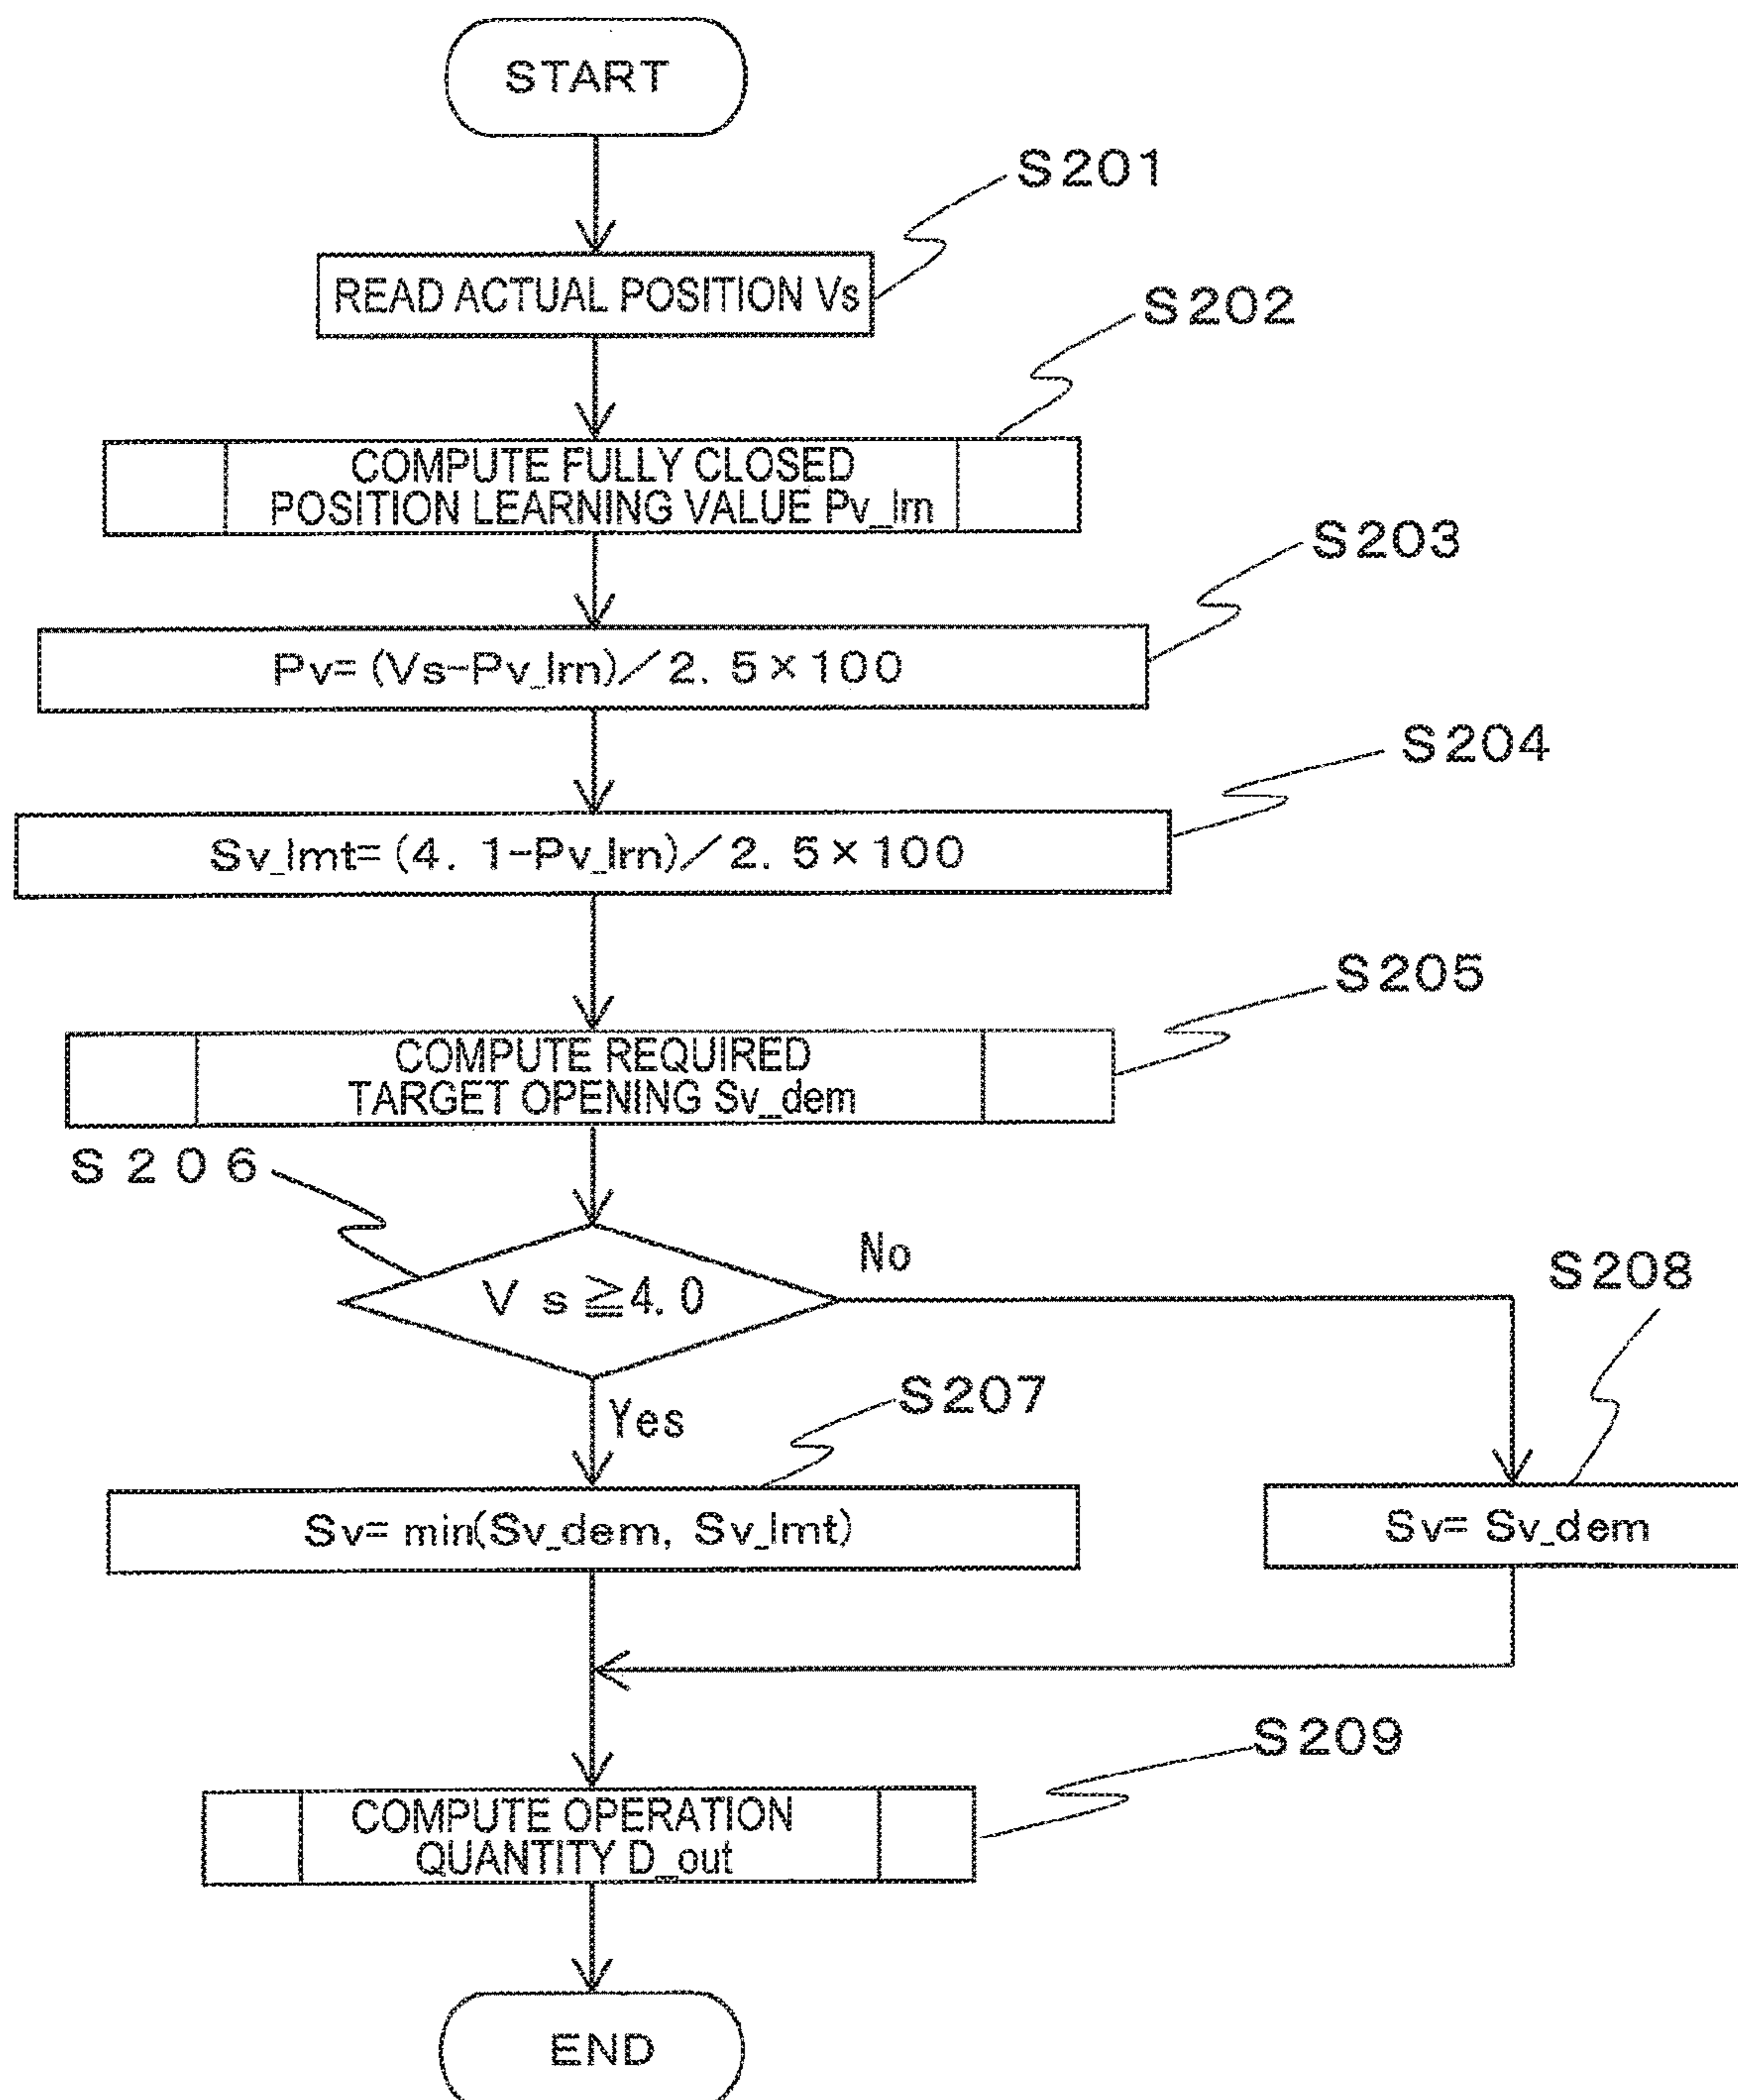 START
S201
READ ACTUAL POSITION Vs
S202
COMPUTE FULLY CLOSED
POSITION LEARNING VALUE Pv_lrn
S203
Pv=(Vs-Pv_lrn)/2.5×100
S204
Sv_lmt=(4.1-Pv_lrn)/2.5×100
S205
COMPUTE REQUIRED
TARGET OPENING Sv_dem
S206
Vs≧4.0
No
S208
Yes
S207
Sv= min(Sv_dem, Sv_lmt)
Sv= Sv_dem
S209
COMPUTE OPERATION
QUANTITY D_out
END